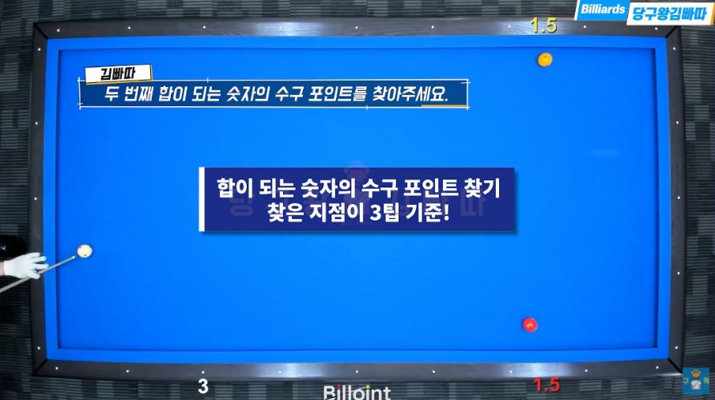 Billiards
당구왕김빠따
1.5
김빠따
두 번째 합이 되는 숫자의 수구 포인트를 찾아주세요.
합이 되는 숫자의 수구 포인트 찾기
찾은 지점이 3팁 기준!
3
1.5